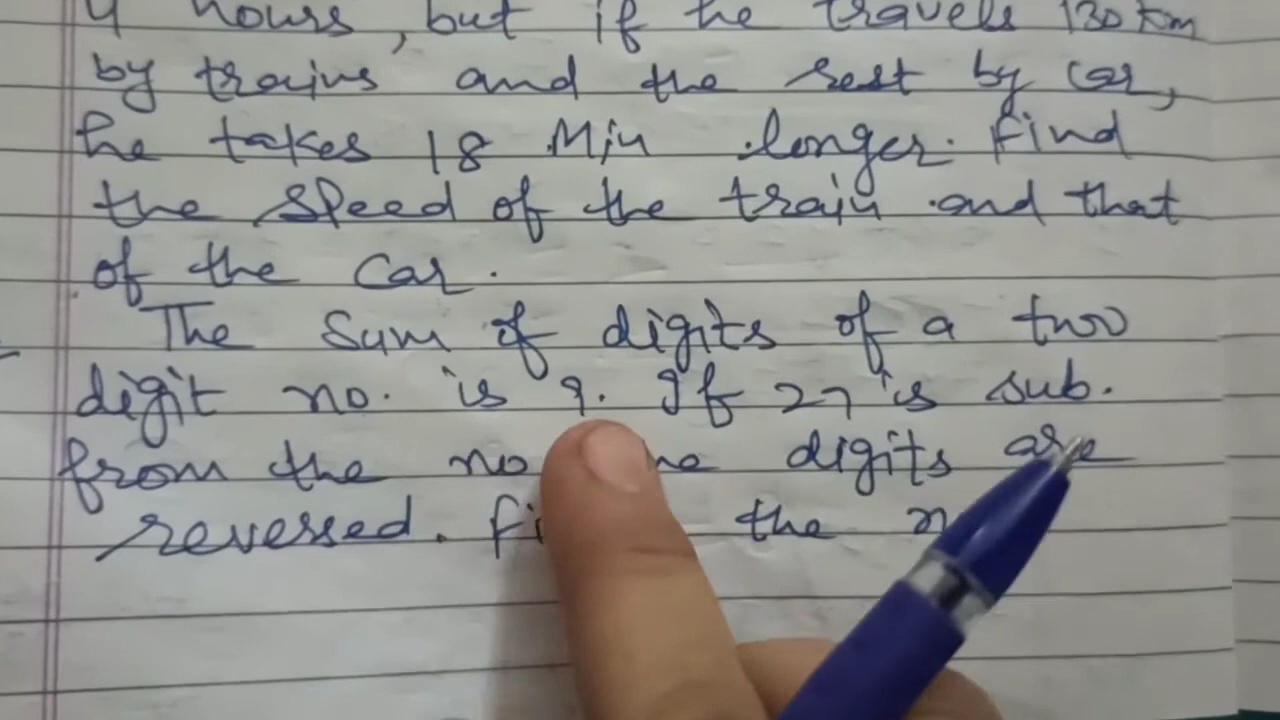 4 hours, but if he travels 130 km
by trains and the rest by car,
he takes 18 Min longer. Find
the speed of the train and that
of the car.
The Sum of digits of a two
digit no. is 9. If 27 is sub.
from the no digits are
reversed. the